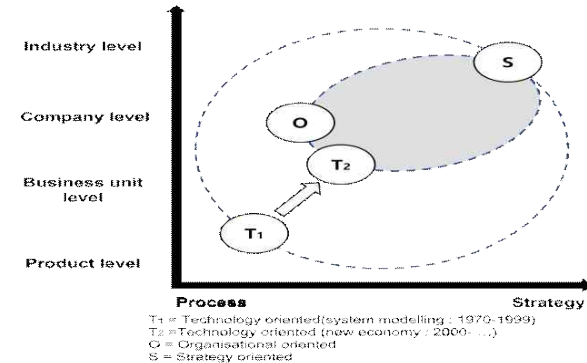 Industry level
S
Company level
O
T2
Business unit
level
T1
Product level
Process
Strategy
T1 = Technology oriented(system modelling : 1970-1999)
T2 =Technology oriented (new economy : 2000- ...)
O = Organisational oriented
S = Strategy oriented